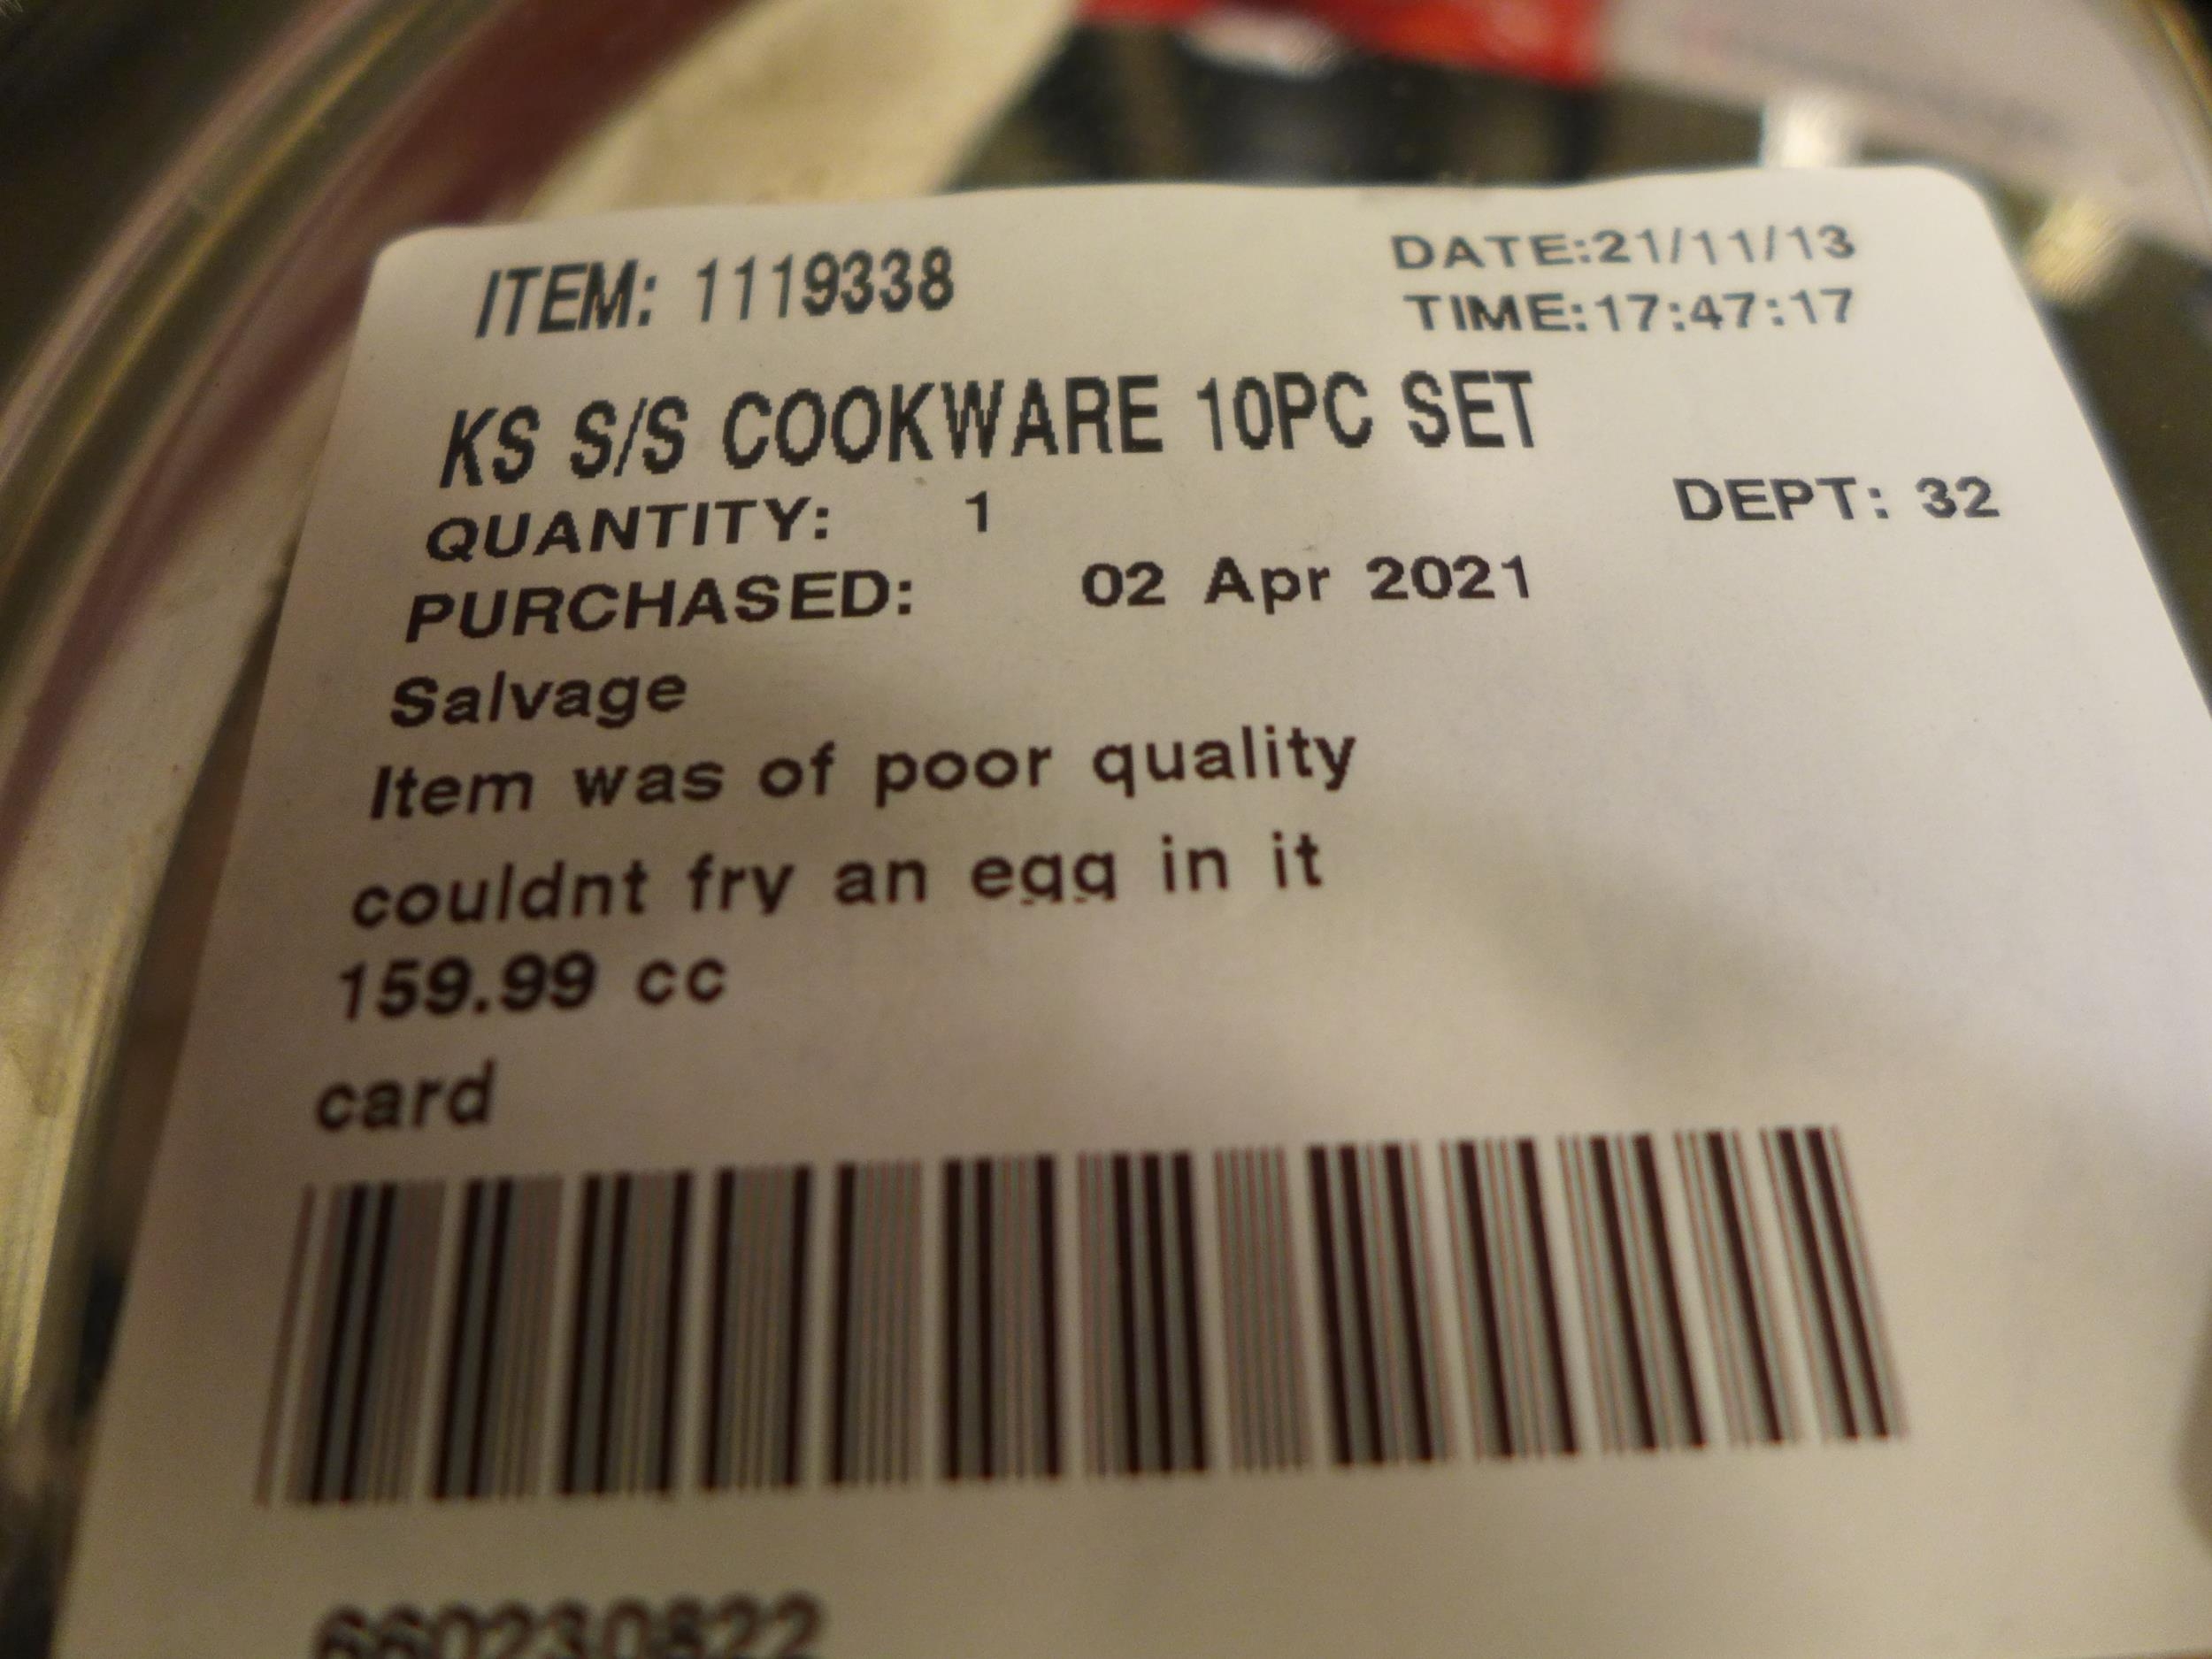 ITEM: 1119338
DATE:21/11/13
TIME:17:47:17
KS S/S COOKWARE 10PC SET
QUANTITY: 1
DEPT: 32
PURCHASED: 02 Apr 2021
Salvage
Item was of poor quality
couldnt fry an egg in it
159.99 cc
card
660230822